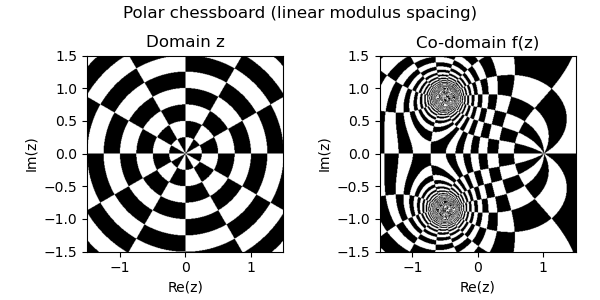 Polar chessboard (linear modulus spacing)
Domain z
Co-domain f(z)
1.5
1.0
0.5
0.0
−0.5
−1.0
−1.5
Im(z)
−1
0
1
Re(z)
1.5
1.0
0.5
0.0
−0.5
−1.0
−1.5
Im(z)
−1
0
1
Re(z)